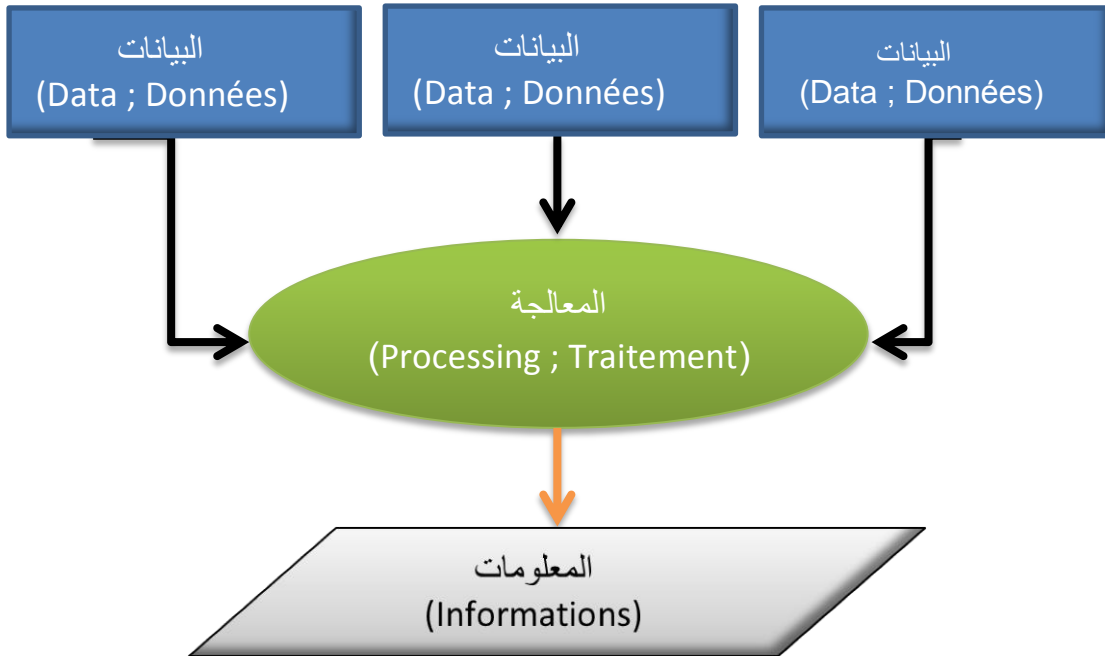 البيانات
(Data ; Données)
البيانات
(Data ; Données)
البيانات
(Data ; Données)
المعالجة
(Processing ; Traitement)
المعلومات
(Informations)